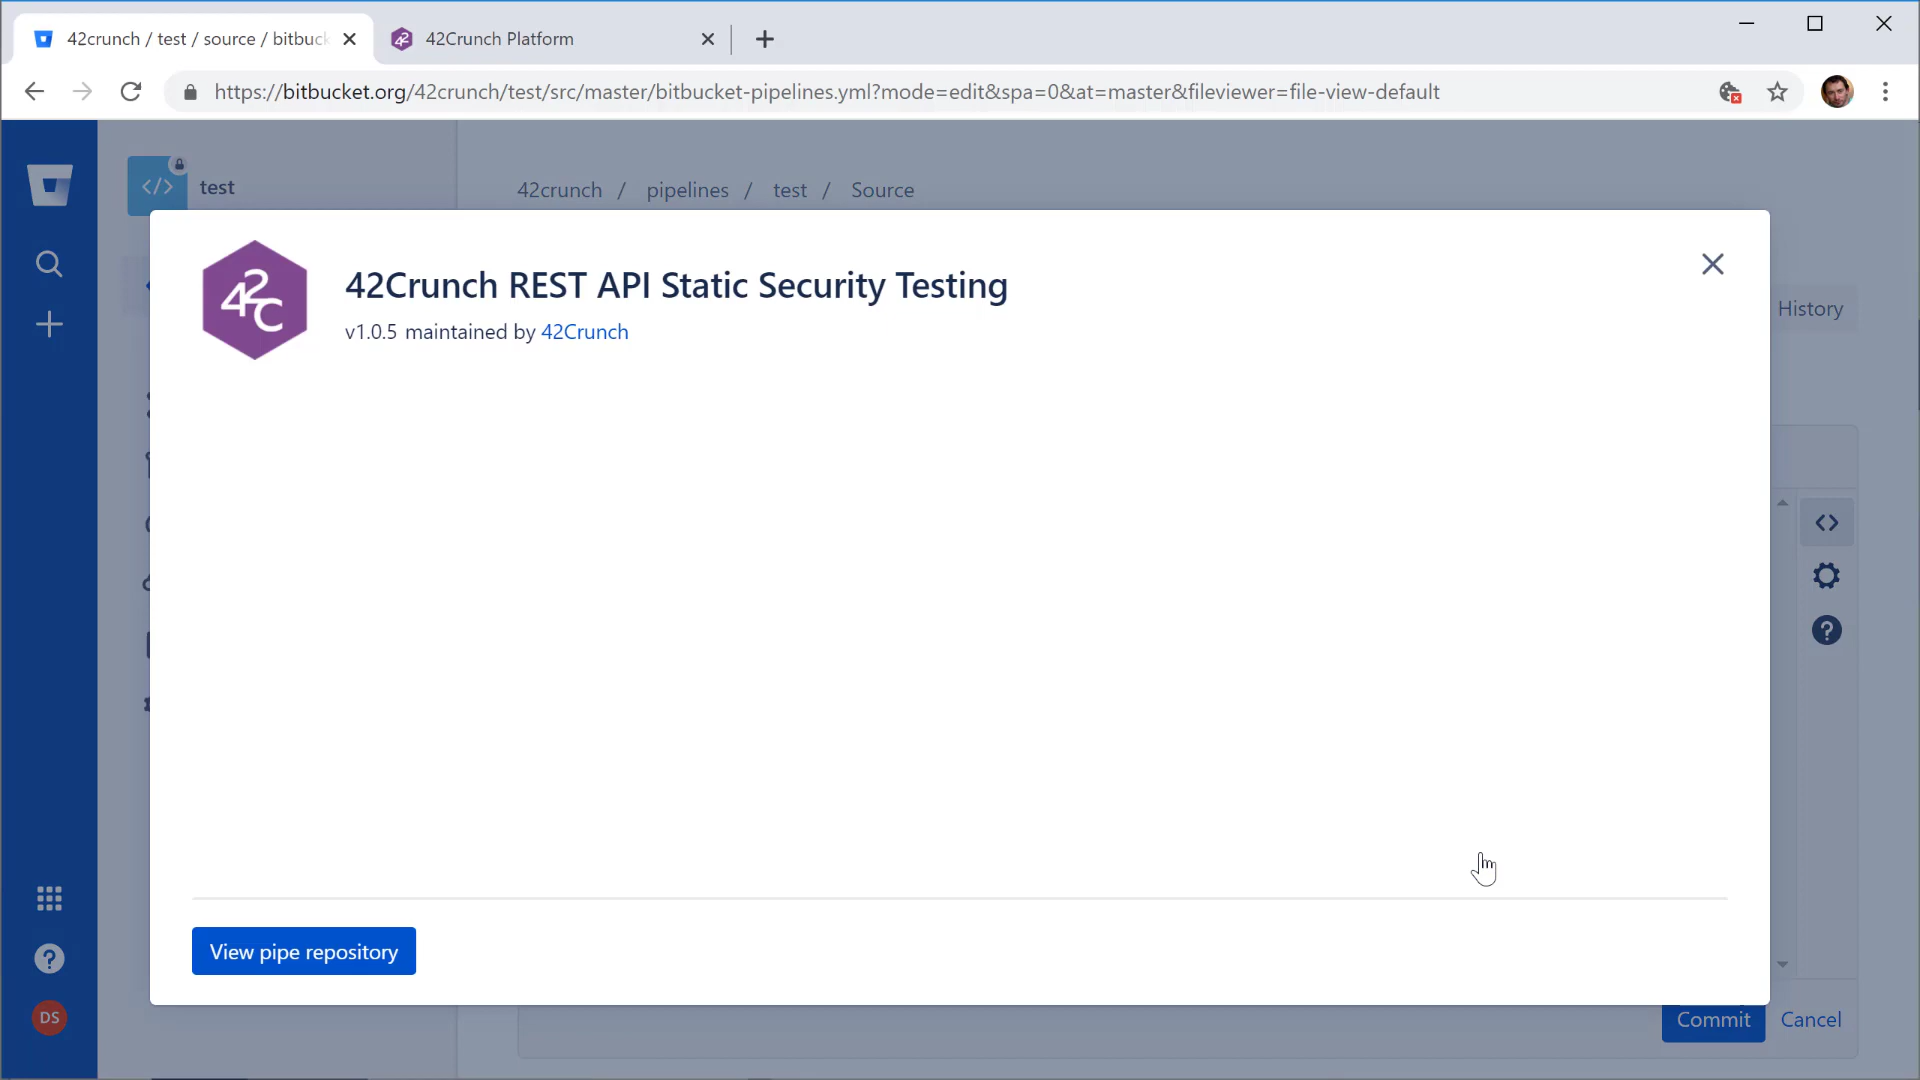 42crunch / test / source / bitbuck
42Crunch Platform
https://bitbucket.org/42crunch/test/src/master/bitbucket-pipelines.yml?mode=edit&spa=0&at=master&fileviewer=file-view-default
test
42crunch / pipelines / test / Source
42C
42Crunch REST API Static Security Testing
v1.0.5 maintained by 42Crunch
History
View pipe repository
DS
Commit
Cancel